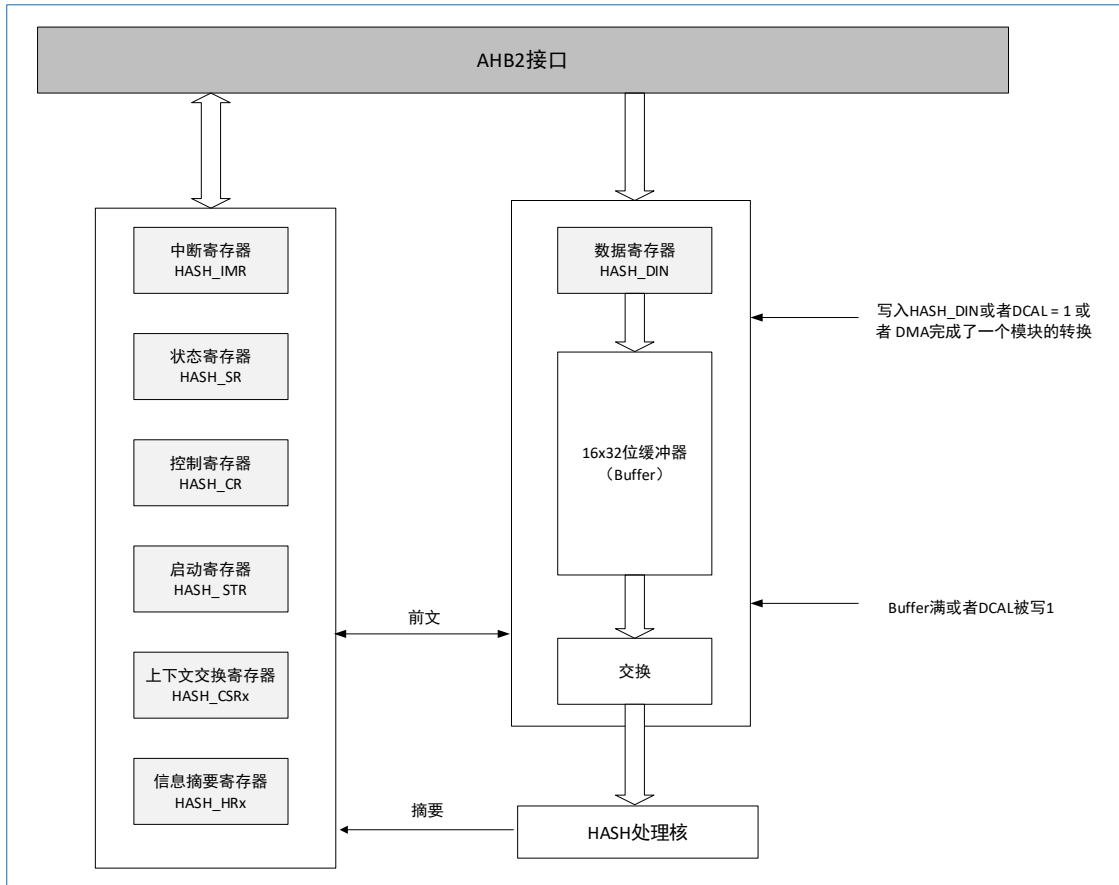 AHB2接口
中断寄存器
HASH_IMR
状态寄存器
HASH_SR
控制寄存器
HASH_CR
启动寄存器
HASH_ STR
上下文交换寄存器
HASH_CSRx
信息摘要寄存器
HASH_HRx
前文
摘要
数据寄存器
HASH_DIN
16x32位缓冲器
（Buffer）
交换
HASH处理核
写入HASH_DIN或者DCAL = 1 或
者 DMA完成了一个模块的转换
Buffer满或者DCAL被写1